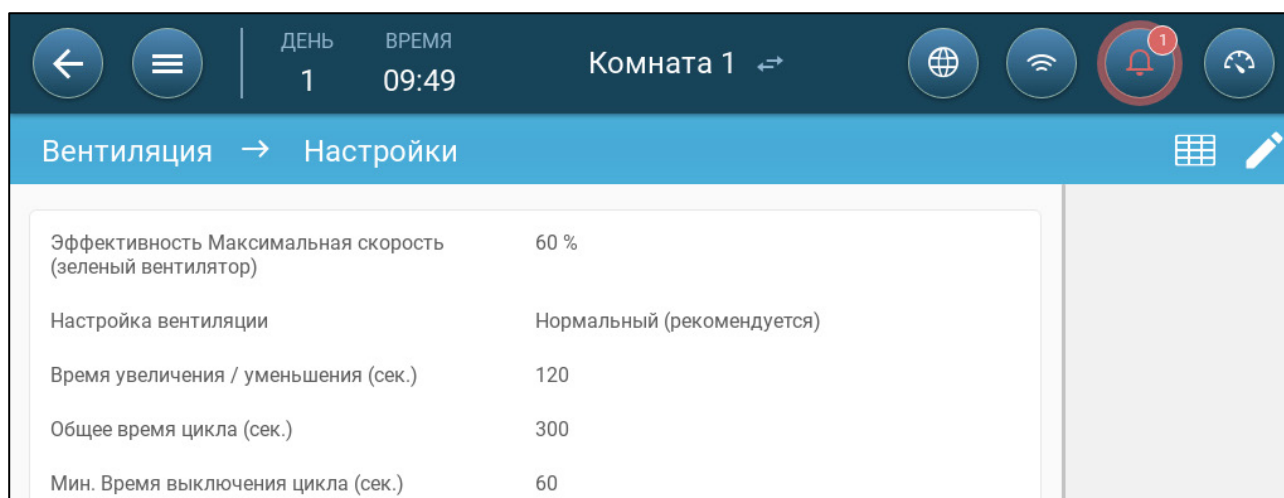 ДЕНЬ ВРЕМЯ
1 09:49 Комната 1
1
Вентиляция → Настройки
Эффективность Максимальная скорость 60 %
(зеленый вентилятор)
Настройка вентиляции Нормальный (рекомендуется)
Время увеличения / уменьшения (сек.) 120
Общее время цикла (сек.) 300
Мин. Время выключения цикла (сек.) 60